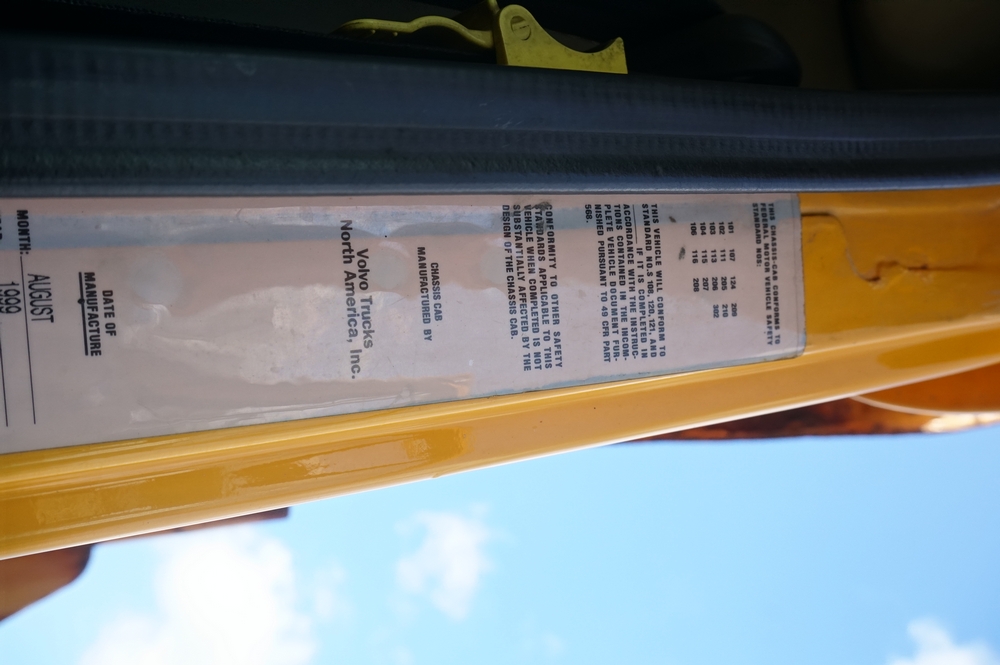 THIS CHASSIS-CAB CONFORMS TO
FEDERAL MOTOR VEHICLE SAFETY
STANDARD NOS:
101 107 124 209
102 111 205 210
103 113 206 302
104 115 207
106 116 208
THIS VEHICLE WILL CONFORM TO
STANDARD NO.S 108, 120, 121, AND
IF IT IS COMPLETED IN
ACCORDANCE WITH THE INSTRUC-
TIONS CONTAINED IN THE INCOM-
PLETE VEHICLE DOCUMENT FUR-
NISHED PURSUANT TO 49 CFR PART
568.
CONFORMITY TO OTHER SAFETY
STANDARDS APPLICABLE TO THIS
VEHICLE WHEN COMPLETED IS NOT
SUBSTANTIALLY AFFECTED BY THE
DESIGN OF THE CHASSIS CAB.
CHASSIS CAB
MANUFACTURED BY
Volvo Trucks
North America, Inc.
DATE OF
MANUFACTURE
MONTH: AUGUST
1999